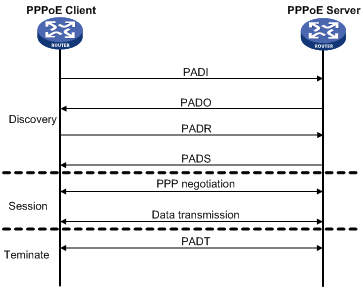 PPPoE Client
PPPoE Server
ROUTER
ROUTER
PADI
PADO
Discovery
PADR
PADS
PPP negotiation
Session
Data transmission
PADT
Teminate